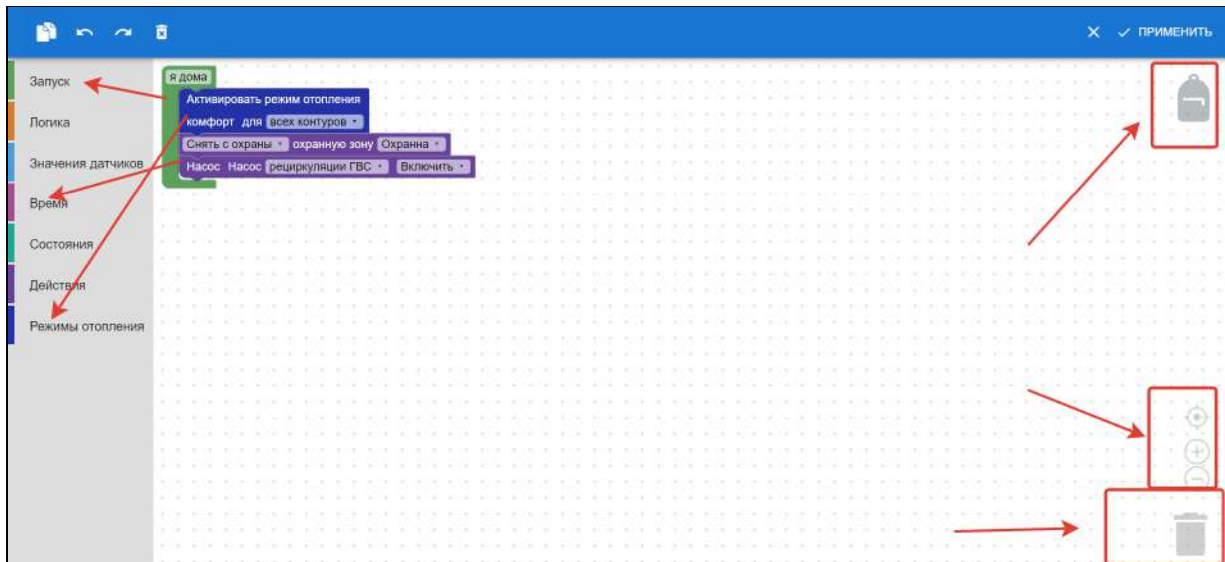 ПРИМЕНИТЬ
Запуск
Логика
Значения датчиков
Время
Состояния
Действия
Режимы отопления
я дома
Активировать режим отопления
комфорт для всех контуров
Снять с охраны охранную зону Охранна
Насос Насос рециркуляции ГВС Включить